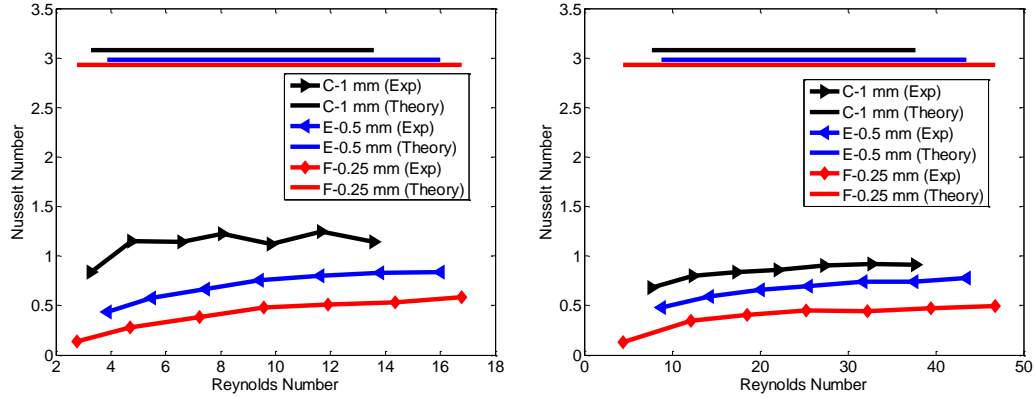 3.5
3
2.5
2
1.5
1
0.5
0
2
4
6
8
10
12
14
16
18
Nusselt Number
Reynolds Number
C-1 mm (Exp)
C-1 mm (Theory)
E-0.5 mm (Exp)
E-0.5 mm (Theory)
F-0.25 mm (Exp)
F-0.25 mm (Theory)
3.5
3
2.5
2
1.5
1
0.5
0
0
10
20
30
40
50
Nusselt Number
Reynolds Number
C-1 mm (Exp)
C-1 mm (Theory)
E-0.5 mm (Exp)
E-0.5 mm (Theory)
F-0.25 mm (Exp)
F-0.25 mm (Theory)